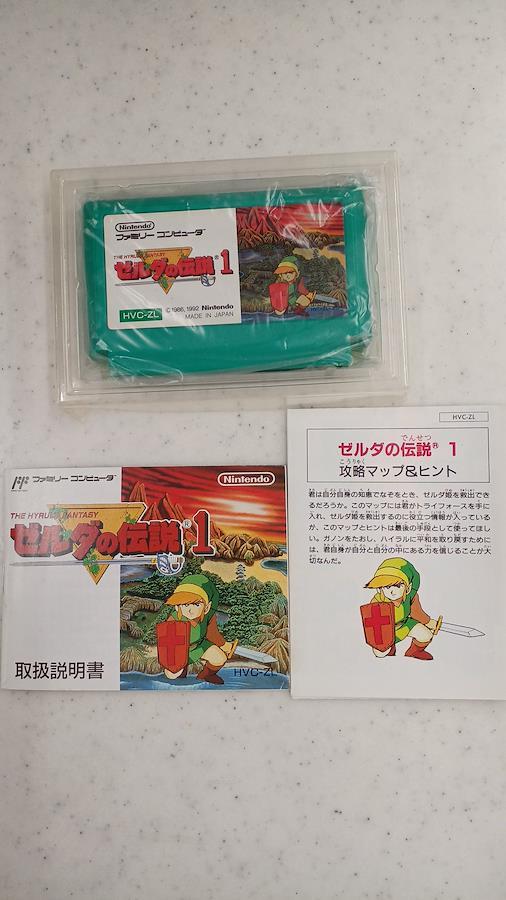 Nintendo
ファミリー コンピュータ
THE HYRULE FANTASY
ゼルダの伝説® 1
HVC-ZL
©1986,1992 Nintendo
MADE IN JAPAN
ファミリー コンピュータ
Nintendo
THE HYRULE FANTASY
ゼルダの伝説® 1
取扱説明書
HVC-ZL
HVC-ZL
でんせつ
ゼルダの伝説® 1
こうりゃく
攻略マップ&ヒント
君は自分自身の知恵でなぞをとき、ゼルダ姫を救出でき
るだろうか。このマップには君がトライフォースを手に
入れ、ゼルダ姫を救出するのに役立つ情報が入っている
が、このマップとヒントは最後の手段として使ってほし
い。ガノンをたおし、ハイラルに平和を取り戻すために
は、君自身が自分と自分の中にある力を信じることが大
切なんだ。